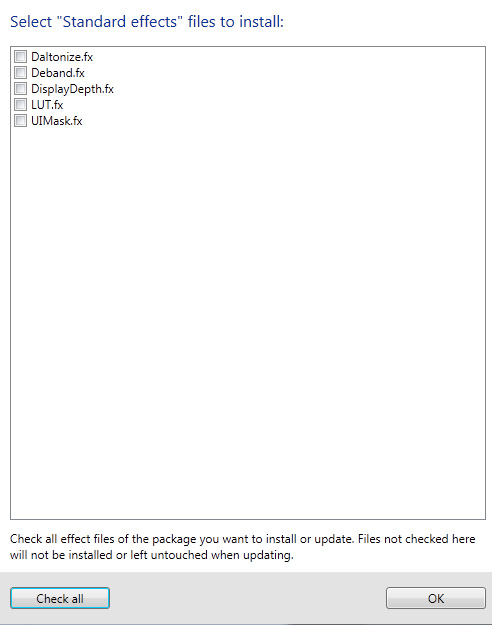 Select "Standard effects" files to install:
Daltonize.fx
Deband.fx
DisplayDepth.fx
LUT.fx
UIMask.fx
Check all effect files of the package you want to install or update. Files not checked here
will not be installed or left untouched when updating.
Check all
OK